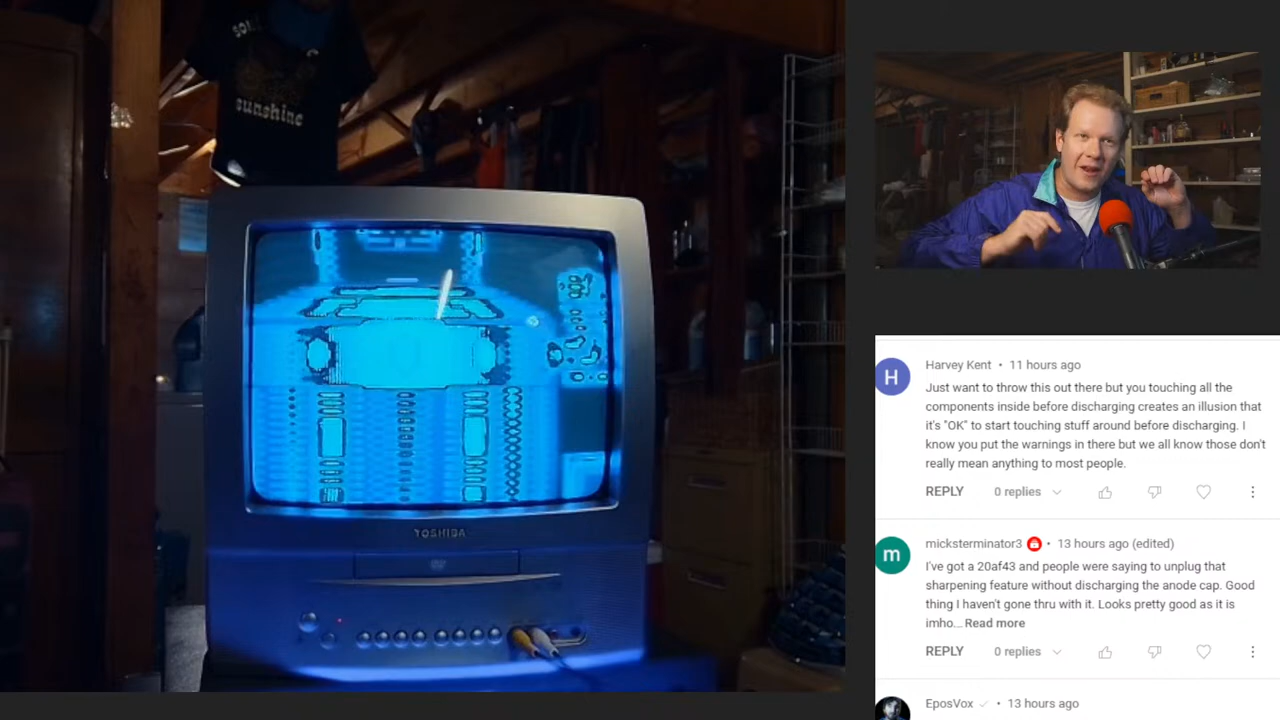 SOM
sunshine
TOSHIBA
H
Harvey Kent • 11 hours ago
Just want to throw this out there but you touching all the
components inside before discharging creates an illusion that
it's "OK" to start touching stuff around before discharging. I
know you put the warnings in there but we all know those don't
really mean anything to most people.
REPLY 0 replies
m
micksterminator3 • 13 hours ago (edited)
I've got a 20af43 and people were saying to unplug that
sharpening feature without discharging the anode cap. Good
thing I haven't gone thru with it. Looks pretty good as it is
imho... Read more
REPLY 0 replies
EposVox • 13 hours ago